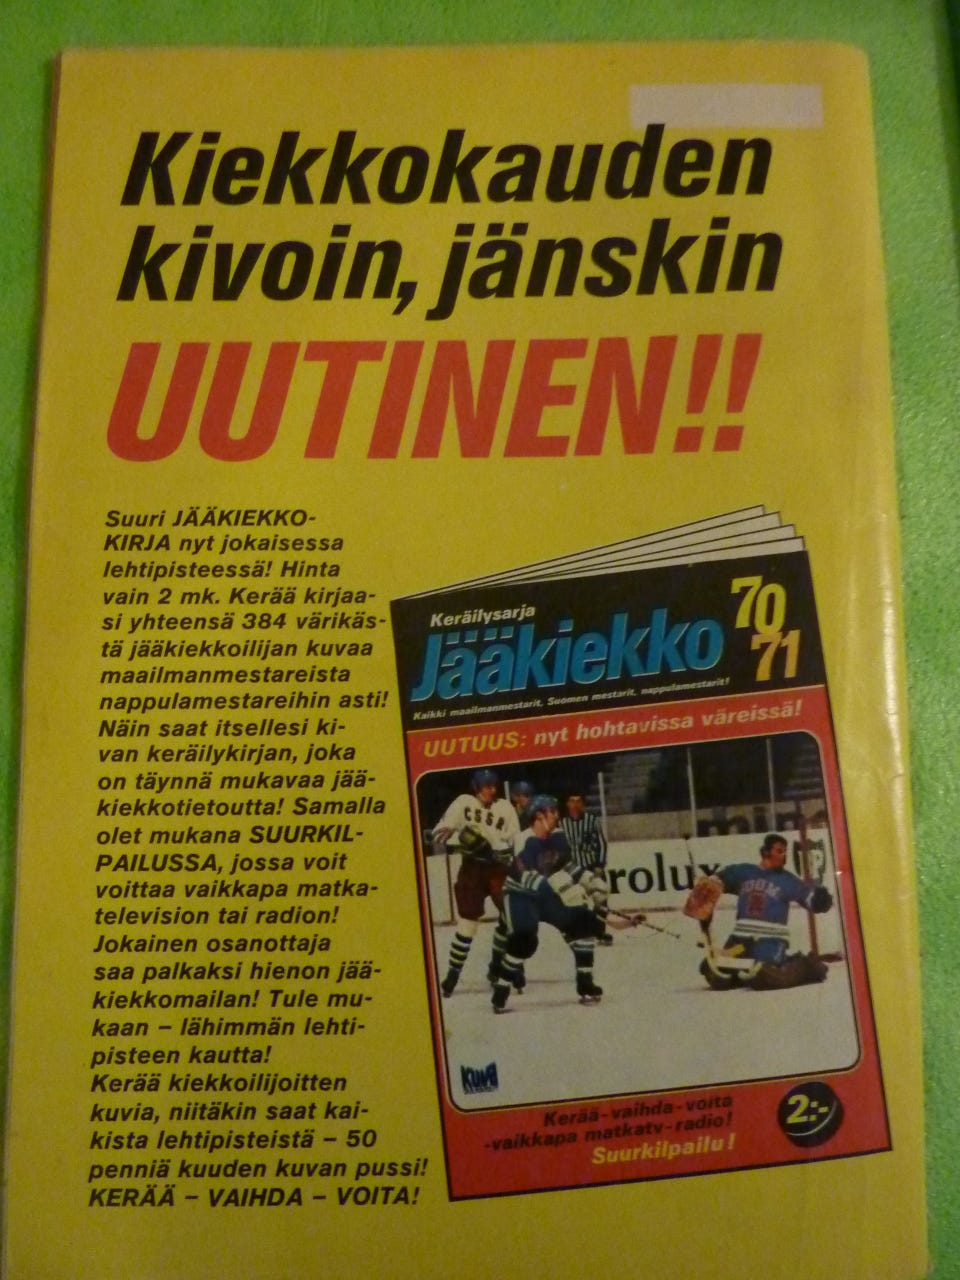 Kiekkokauden
kivoin, jänskin
UUTINEN!!
Suuri JÄÄKIEKKO-
KIRJA nyt jokaisessa
lehtipisteessä! Hinta
vain 2 mk. Kerää kirjaa-
si yhteensä 384 värikäs-
tä jääkiekkoilijan kuvaa
maailmanmestareista
nappulamestareihin asti!
Näin saat itsellesi ki-
van keräilykirjan, joka
on täynnä mukavaa jää-
kiekkotietoutta! Samalla
olet mukana SUURKIL-
PAILUSSA, jossa voit
voittaa vaikkapa matka-
television tai radion!
Jokainen osanottaja
saa palkaksi hienon jää-
kiekkomailan! Tule mu-
kaan – lähimmän lehti-
pisteen kautta!
Kerää kiekkoilijoitten
kuvia, niitäkin saat kai-
kista lehtipisteistä – 50
penniä kuuden kuvan pussi!
KERÄÄ – VAIHDA – VOITA!
Keräilysarja
Jääkiekko
70
71
Kaikki maailmanmestarit, Suomen mestarit, nappulamestarit!
UUTUUS: nyt hohtavissa väreissä!
CSSR
rolux
SUOMI
KUVA
Kerää-vaihda-voita
-vaikkapa matkatv-radio!
Suurkilpailu!
2:-